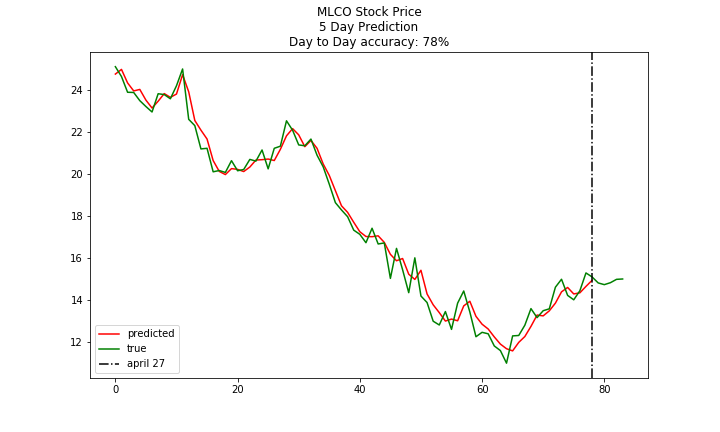 MLCO Stock Price
5 Day Prediction
Day to Day accuracy: 78%
24
22
20
18
16
14
12
predicted
true
april 27
0
20
40
60
80